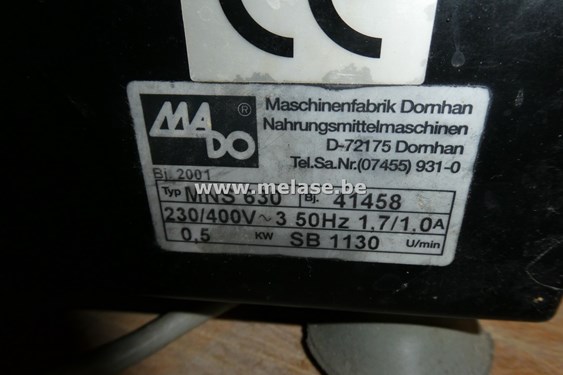 CE
MADO ®
Maschinenfabrik Dornhan
Nahrungsmittelmaschinen
D-72175 Dornhan
Tel.Sa.Nr.(07455) 931-0
Bj. 2001
www.melase.be
Typ MNS 630 Bj. 41458
230/400V~3 50Hz 1,7/1,0A
0,5 KW SB 1130 U/min